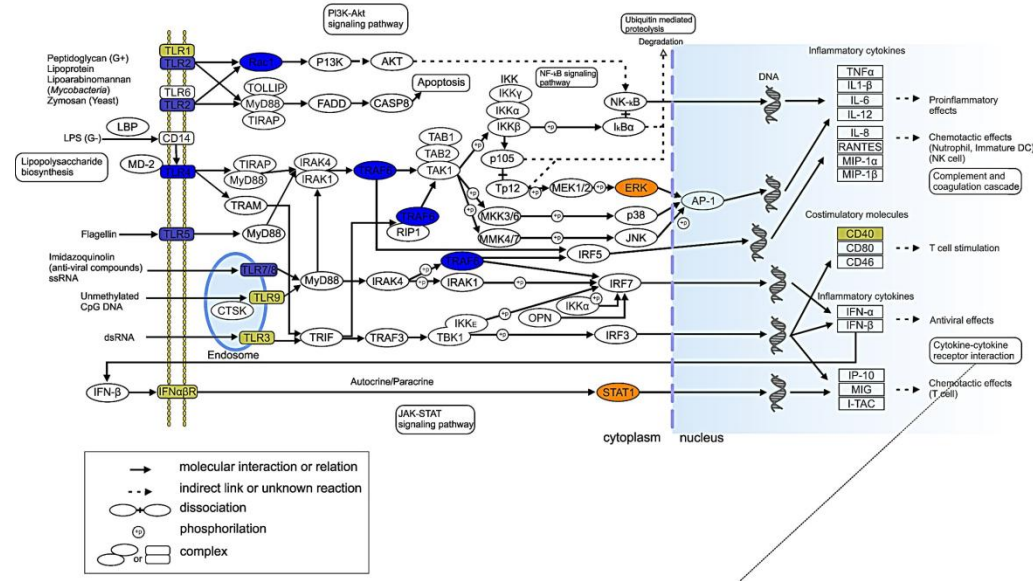 PI3K-Akt
signaling pathway
Ubiquitin mediated
proteolysis
Degradation
Peptidoglycan (G+)
Lipoprotein
Lipoarabinomannan
(Mycobacteria)
Zymosan (Yeast)
TLR1
TLR2
TLR6
TLR2
Rac1
P13K
AKT
TOLLIP
MyD88
TIRAP
FADD
CASP8
Apoptosis
IKK
IKKγ
IKKα
IKKβ
NF-κB signaling
pathway
+p
NK-κB
IκBα
DNA
Inflammatory cytokines
TNFα
IL1-β
IL-6
IL-12
Proinflammatory
effects
IL-8
RANTES
MIP-1α
MIP-1β
Chemotactic effects
(Nutrophil, Immature DC)
(NK cell)
Complement and
coagulation cascade
LPS (G-)
LBP
CD14
MD-2
Lipopolysaccharide
biosynthesis
TLR4
TIRAP
MyD88
TRAM
IRAK4
IRAK1
TRAF6
TAB1
TAB2
TAK1
+p
p105
Tp12
MEK1/2
+p
ERK
+p
MKK3/6
+p
p38
+p
MMK4/7
+p
JNK
AP-1
+p
TRAF6
RIP1
Flagellin
TLR5
MyD88
IRF5
Costimulatory molecules
CD40
CD80
CD46
T cell stimulation
Imidazoquinolin
(anti-viral compounds)
ssRNA
TLR7/8
Unmethylated
CpG DNA
TLR9
CTSK
MyD88
IRAK4
+p
TRAF6
+p
IRAK1
IRF7
+p
IKKα
OPN
+p
IKKE
TBK1
+p
IRF3
dsRNA
TLR3
Endosome
TRIF
TRAF3
Inflammatory cytokines
IFN-α
IFN-β
Antiviral effects
Cytokine-cytokine
receptor interaction
IFN-β
IFNαβR
Autocrine/Paracrine
STAT1
JAK-STAT
signaling pathway
IP-10
MIG
I-TAC
Chemotactic effects
(T cell)
cytoplasm
nucleus
molecular interaction or relation
indirect link or unknown reaction
dissociation
+p
phosphorilation
or
complex